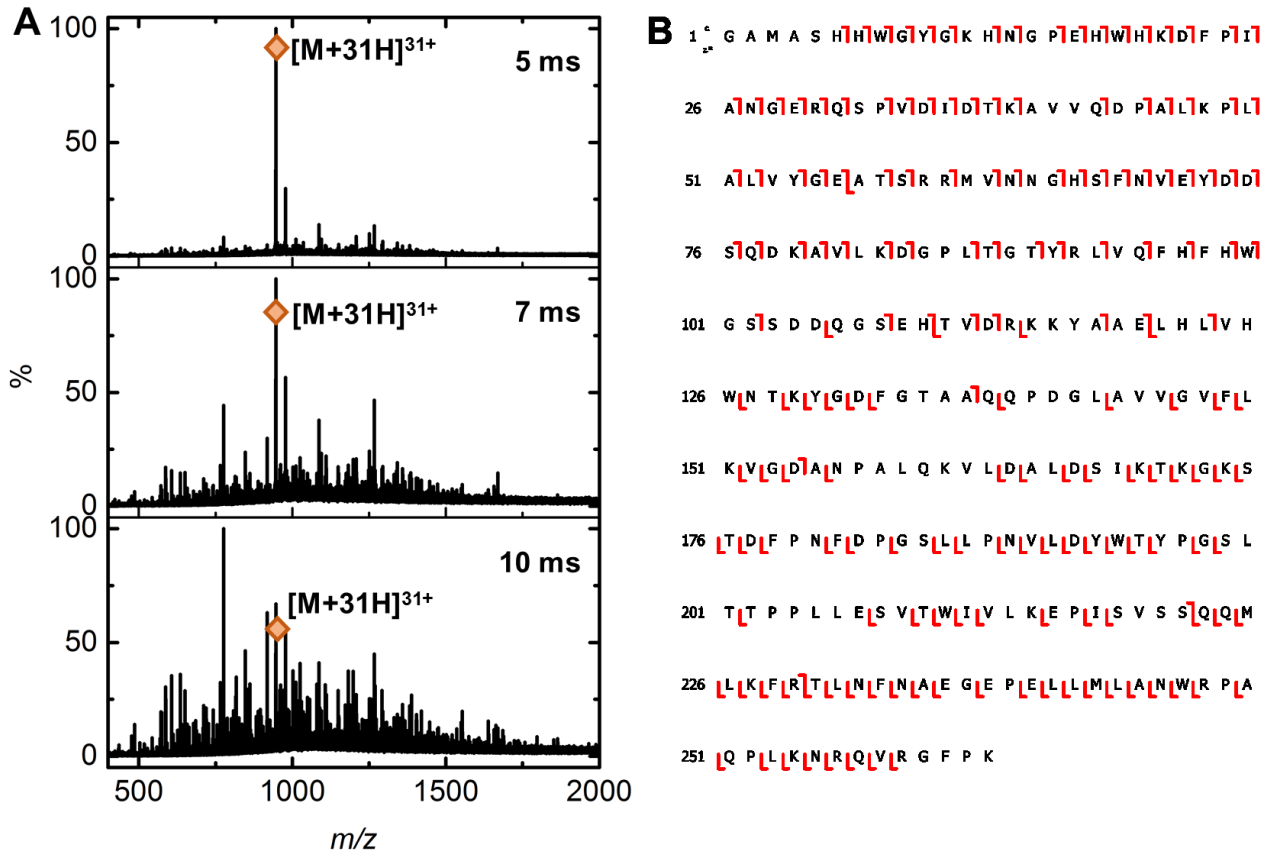 A
100
[M+31H]³¹⁺
5 ms
50
0
100
[M+31H]³¹⁺
7 ms
50
0
100
[M+31H]³¹⁺
10 ms
50
0
%
500 1000 1500 2000
m/z
B
1 G A M A S H H W G Y G K H N G P E H W H K D F P I
26 A N G E R Q S P V D I D T K A V V Q D P A L K P L
51 A L V Y G E A T S R R M V N N G H S F N V E Y D D
76 S Q D K A V L K D G P L T G T Y R L V Q F H F H W
101 G S S D D Q G S E H T V D R K K Y A A E L H L V H
126 W N T K Y G D F G T A A Q Q P D G L A V V G V F L
151 K V G D A N P A L Q K V L D A L D S I K T K G K S
176 T D F P N F D P G S L L P N V L D Y W T Y P G S L
201 T T P P L L E S V T W I V L K E P I S V S S Q Q M
226 L K F R T L N F N A E G E P E L L M L A N W R P A
251 Q P L K N R Q V R G F P K